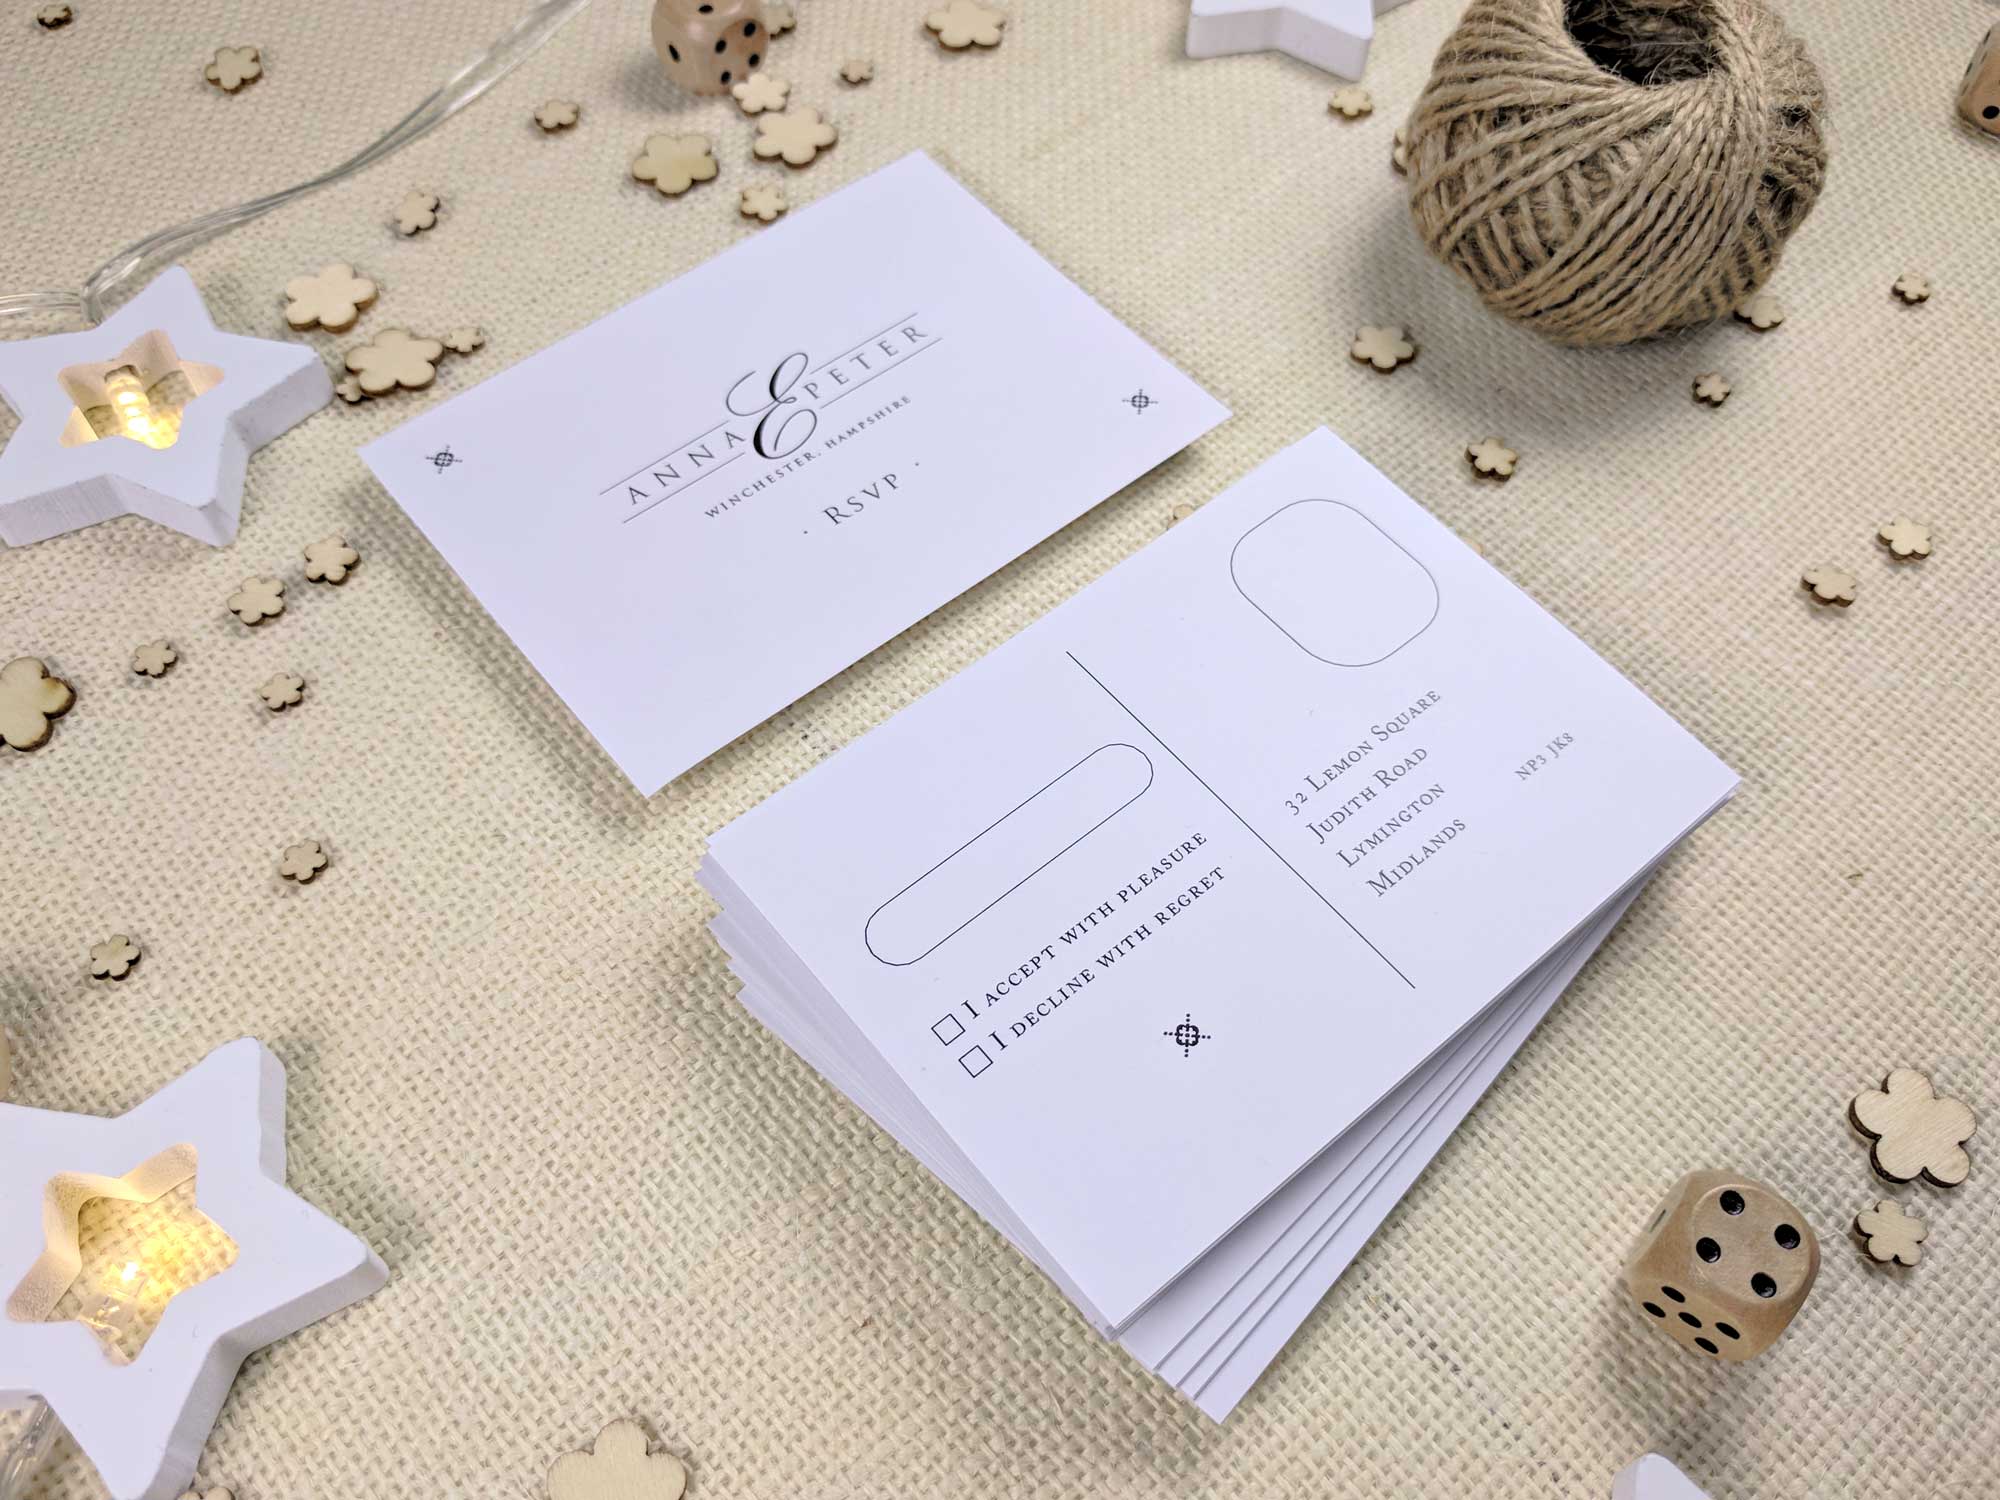 ANNA & PETER
WINCHESTER, HAMPSHIRE
· RSVP ·
I ACCEPT WITH PLEASURE
I DECLINE WITH REGRET
32 LEMON SQUARE
JUDITH ROAD
LYMINGTON
MIDLANDS
NP3 JK8